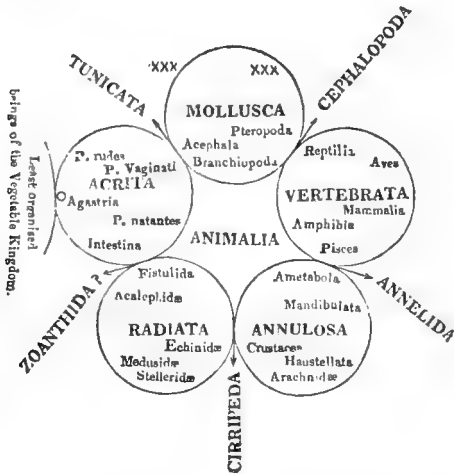 XXX
XXX
TUNICATA
CEPHALOPODA
MOLLUSCA
Pteropoda
Acephala
Branchiopoda
P. rudes
P. Vaginati
ACRITA
Agastria
P. natantes
Intestina
Least organised
beings of the Vegetable Kingdom.
Reptilia
Aves
VERTEBRATA
Mammalia
Amphibia
Pisces
ANIMALIA
ZOANTHIDA?
Fistulida
Acalephidæ
RADIATA
Echinidæ
Medusidæ
Stelleridæ
CIRRIPEDA
Ametabola
Mandibulata
ANNULOSA
Crustacea
Haustellata
Arachnidæ
ANNELIDA